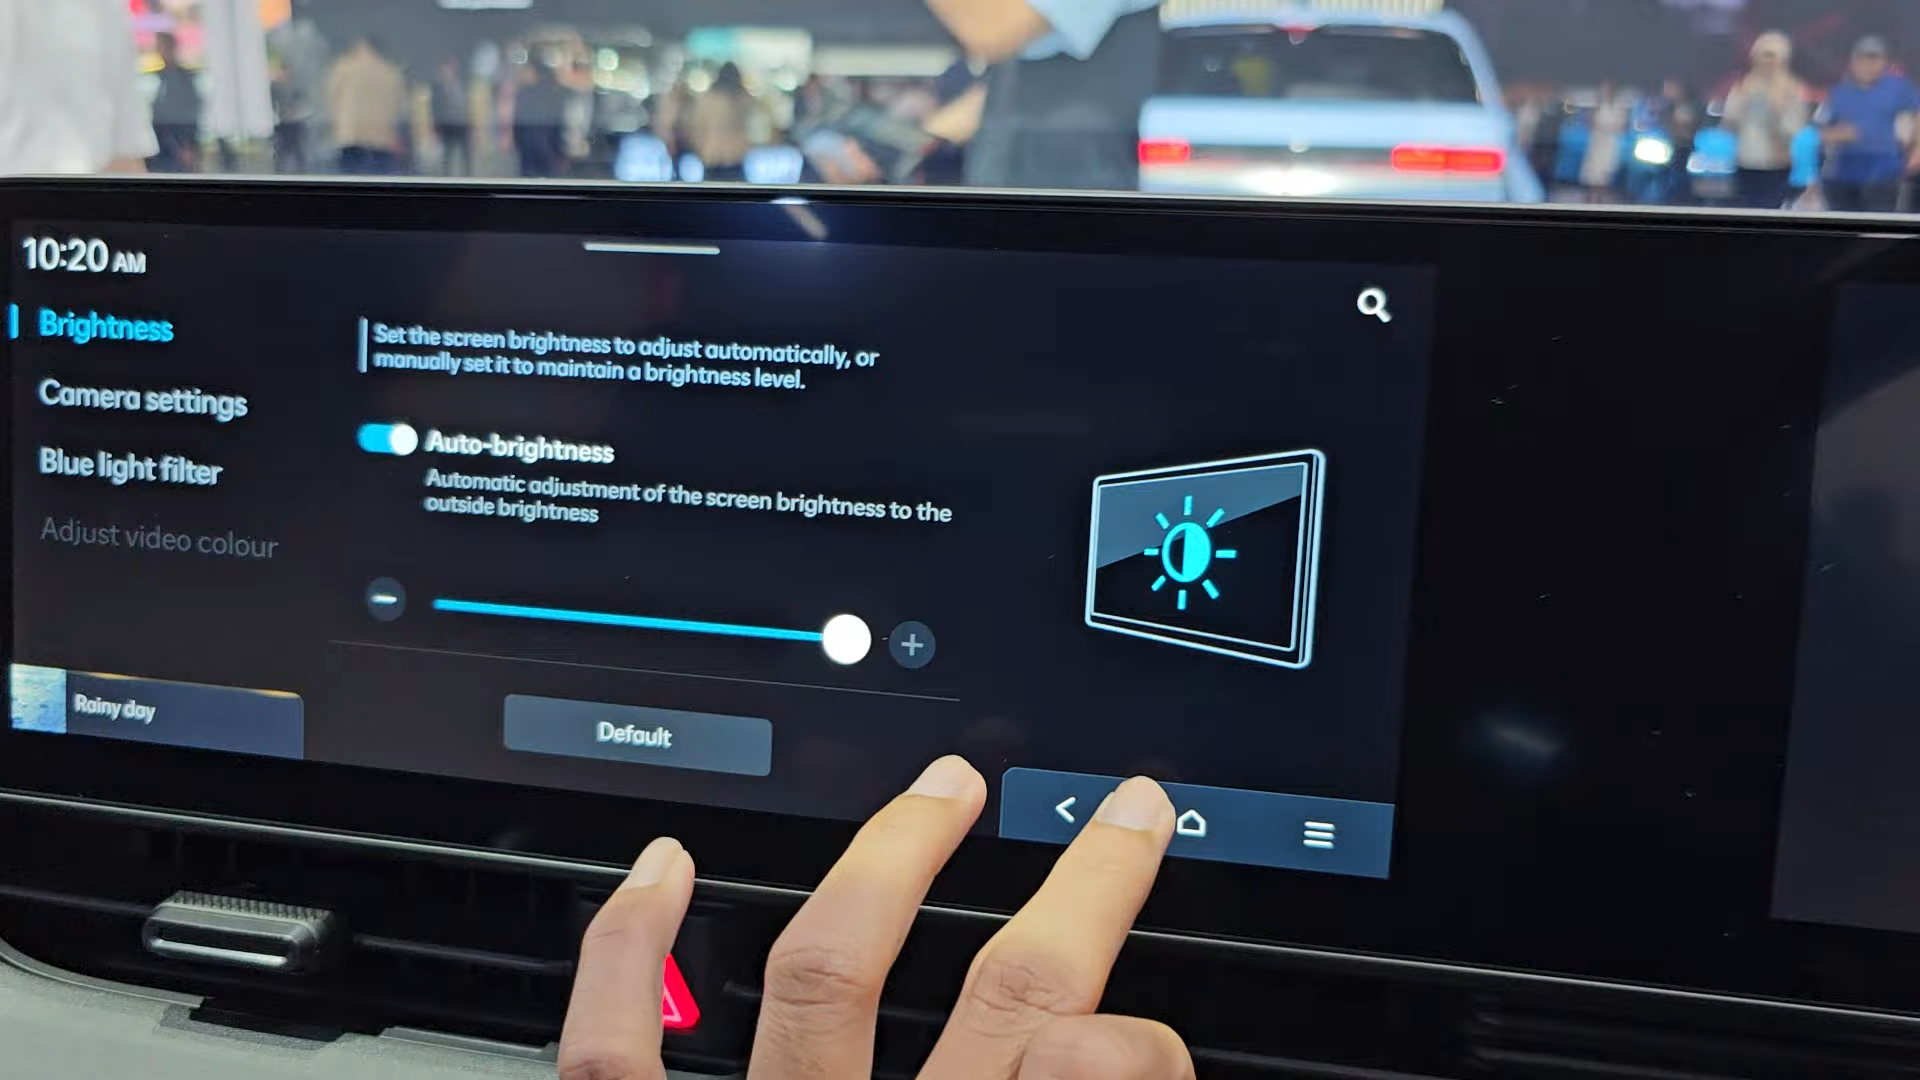 10:20 AM
Brightness
Camera settings
Blue light filter
Adjust video colour
Rainy day
Set the screen brightness to adjust automatically, or
manually set it to maintain a brightness level.
Auto-brightness
Automatic adjustment of the screen brightness to the
outside brightness
Default